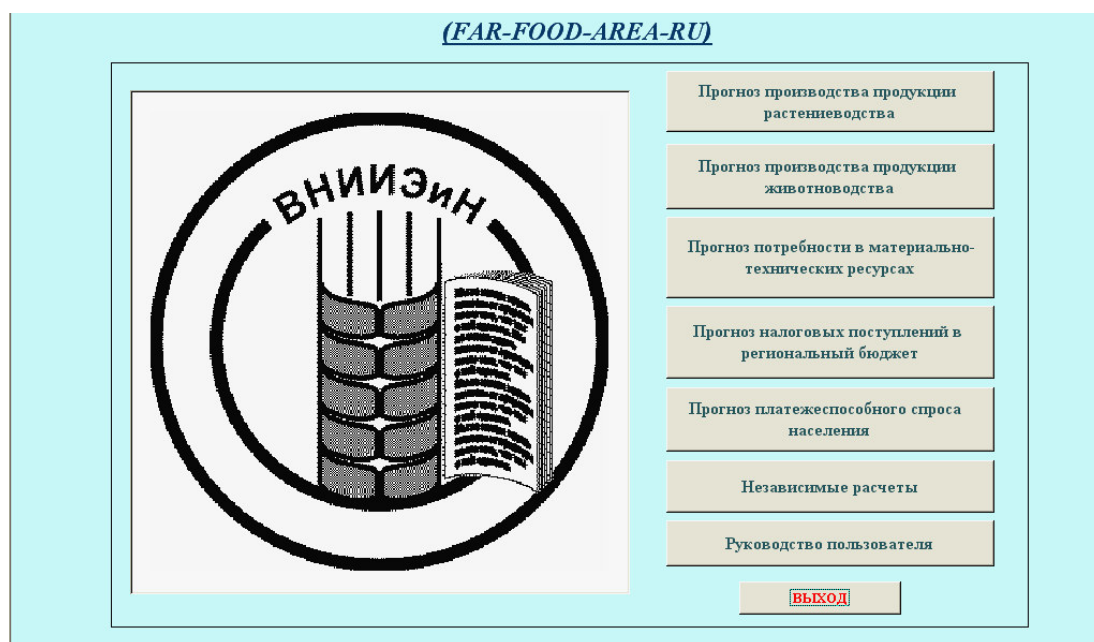 (FAR-FOOD-AREA-RU)
ВНИИЭиН
Прогноз производства продукции
растениеводства
Прогноз производства продукции
животноводства
Прогноз потребности в материально-
технических ресурсах
Прогноз налоговых поступлений в
региональный бюджет
Прогноз платежеспособного спроса
населения
Независимые расчеты
Руководство пользователя
ВЫХОД